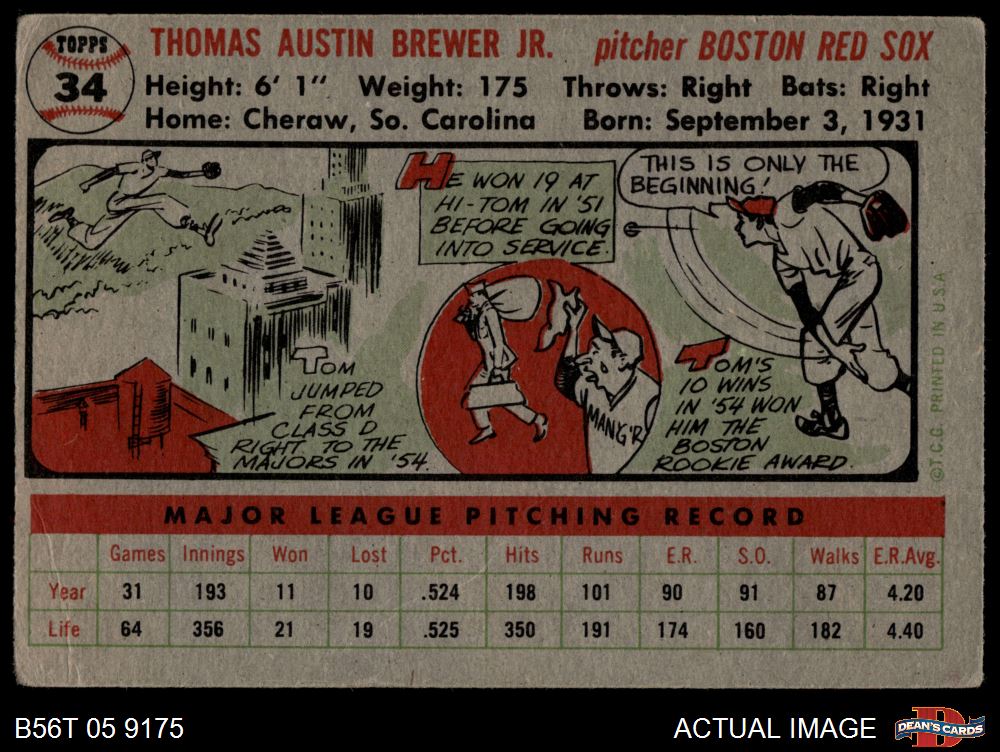 TOPPS
34
THOMAS AUSTIN BREWER JR. pitcher BOSTON RED SOX
Height: 6' 1" Weight: 175 Throws: Right Bats: Right
Home: Cheraw, So. Carolina Born: September 3, 1931
TOM
JUMPED
FROM
CLASS D
RIGHT TO THE
MAJORS IN '54.
HE WON 19 AT
HI-TOM IN '51
BEFORE GOING
INTO SERVICE.
MANG'R
THIS IS ONLY THE
BEGINNING!
TOM'S
10 WINS
IN '54 WON
HIM THE
BOSTON
ROOKIE AWARD.
©T.C.G. PRINTED IN U.S.A.
MAJOR LEAGUE PITCHING RECORD
Games Innings Won Lost Pct. Hits Runs E.R. S.O. Walks E.R.Avg.
Year 31 193 11 10 .524 198 101 90 91 87 4.20
Life 64 356 21 19 .525 350 191 174 160 182 4.40
B56T 05 9175
ACTUAL IMAGE
D
DEAN'S CARDS